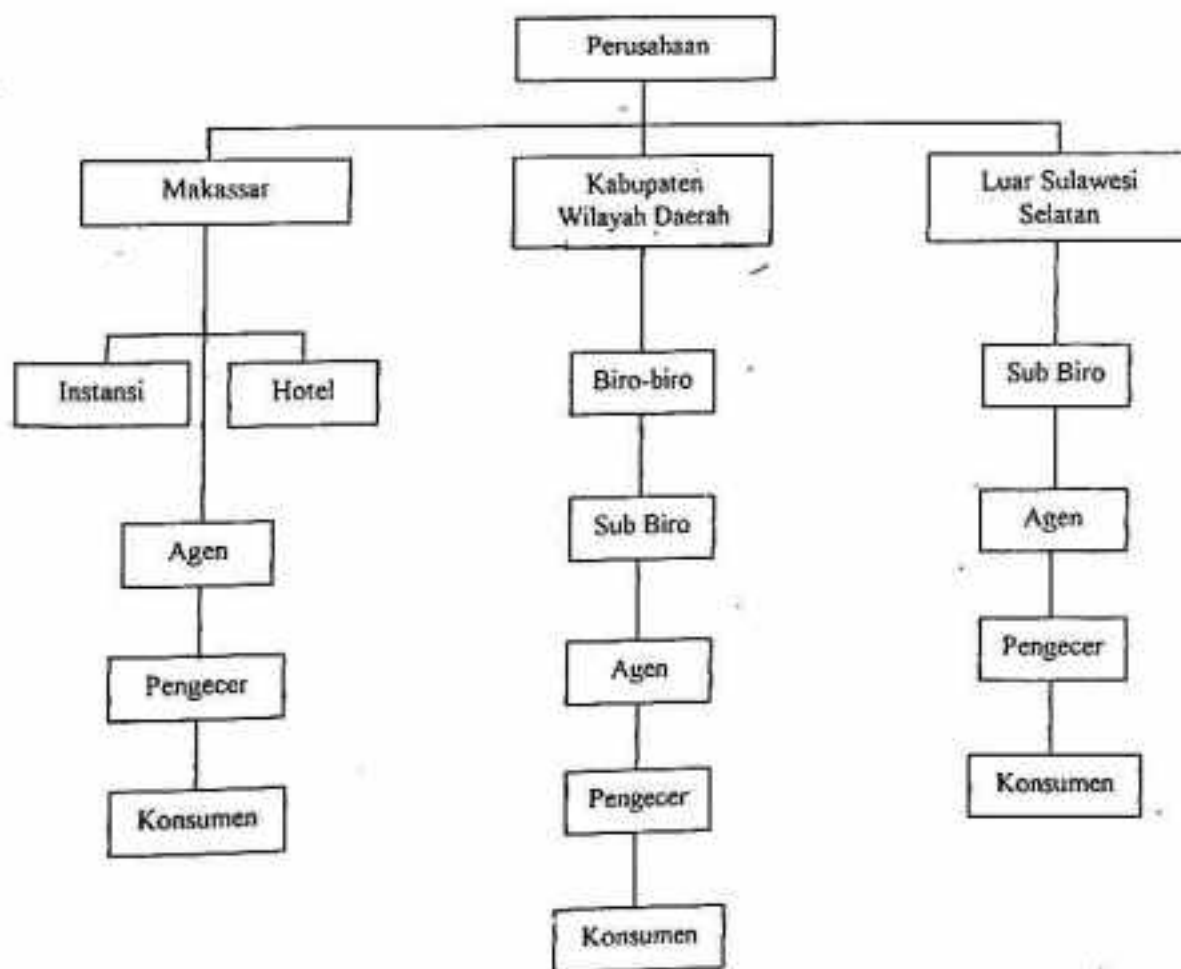 Perusahaan
Makassar
Kabupaten
Wilayah Daerah
Luar Sulawesi
Selatan
Instansi
Hotel
Biro-biro
Sub Biro
Sub Biro
Agen
Agen
Agen
Pengecer
Pengecer
Pengecer
Konsumen
Konsumen
Konsumen